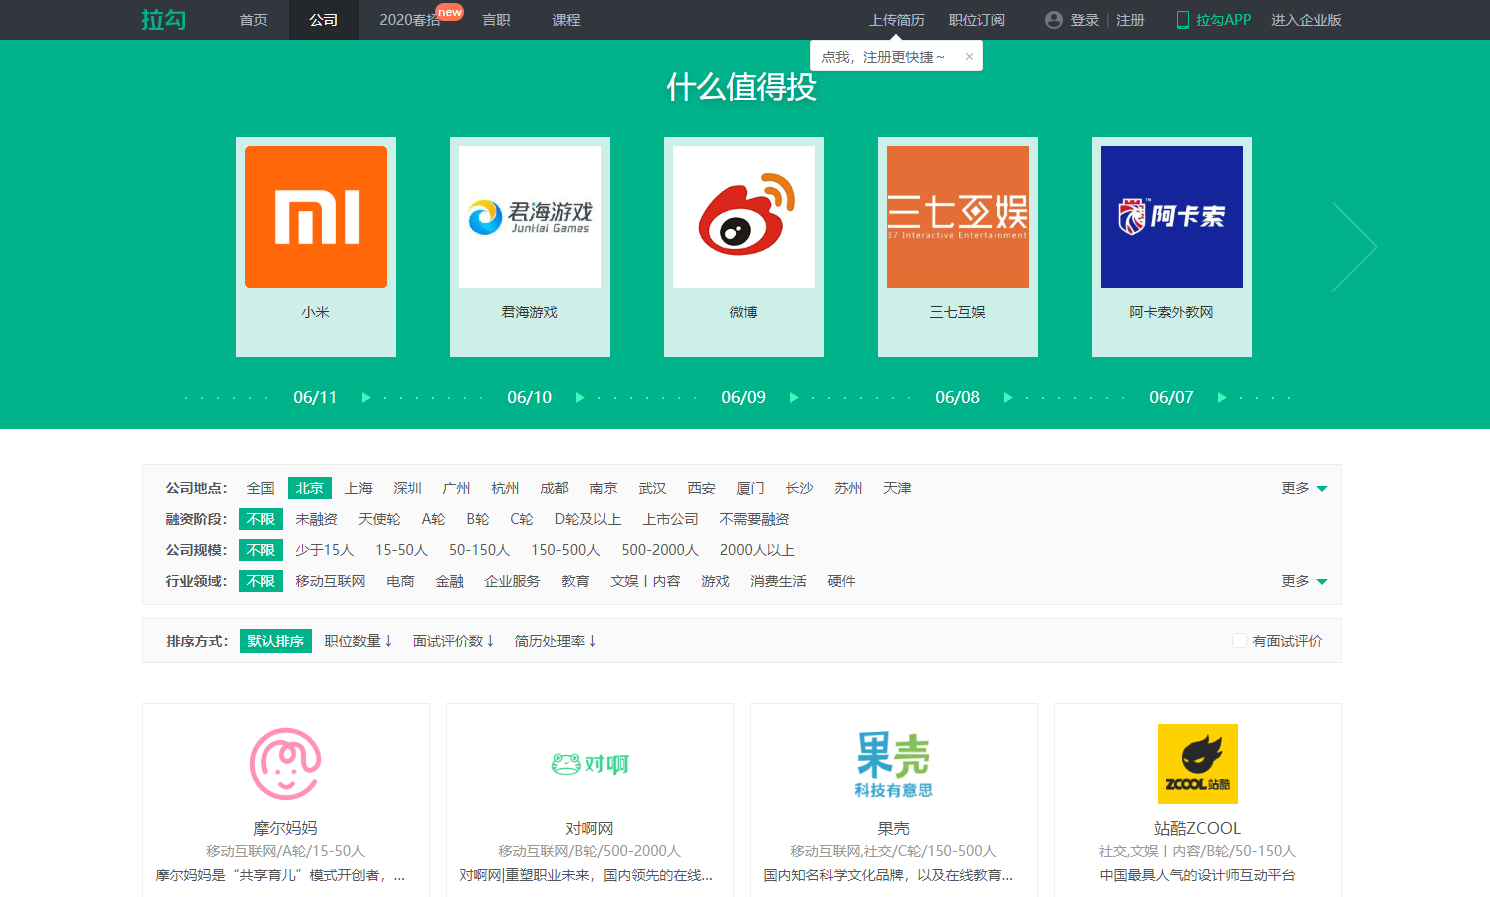 拉勾 首页 公司 2020春招 new 言职 课程 上传简历 职位订阅 登录 | 注册 拉勾APP 进入企业版
点我，注册更快捷～ ×
什么值得投
君海游戏
JunHai Games
三七互娱
37 Interactive Entertainment
阿卡索
小米 君海游戏 微博 三七互娱 阿卡索外教网
06/11 06/10 06/09 06/08 06/07
公司地点： 全国 北京 上海 深圳 广州 杭州 成都 南京 武汉 西安 厦门 长沙 苏州 天津 更多
融资阶段： 不限 未融资 天使轮 A轮 B轮 C轮 D轮及以上 上市公司 不需要融资
公司规模： 不限 少于15人 15-50人 50-150人 150-500人 500-2000人 2000人以上
行业领域： 不限 移动互联网 电商 金融 企业服务 教育 文娱丨内容 游戏 消费生活 硬件 更多
排序方式： 默认排序 职位数量↓ 面试评价数↓ 简历处理率↓ 有面试评价
对啊
果壳
科技有意思
ZCOOL站酷
摩尔妈妈 对啊网 果壳 站酷ZCOOL
移动互联网/A轮/15-50人 移动互联网/B轮/500-2000人 移动互联网,社交/C轮/150-500人 社交,文娱丨内容/B轮/50-150人
摩尔妈妈是“共享育儿”模式开创者，... 对啊网|重塑职业未来，国内领先的在线... 国内知名科学文化品牌，以及在线教育... 中国最具人气的设计师互动平台